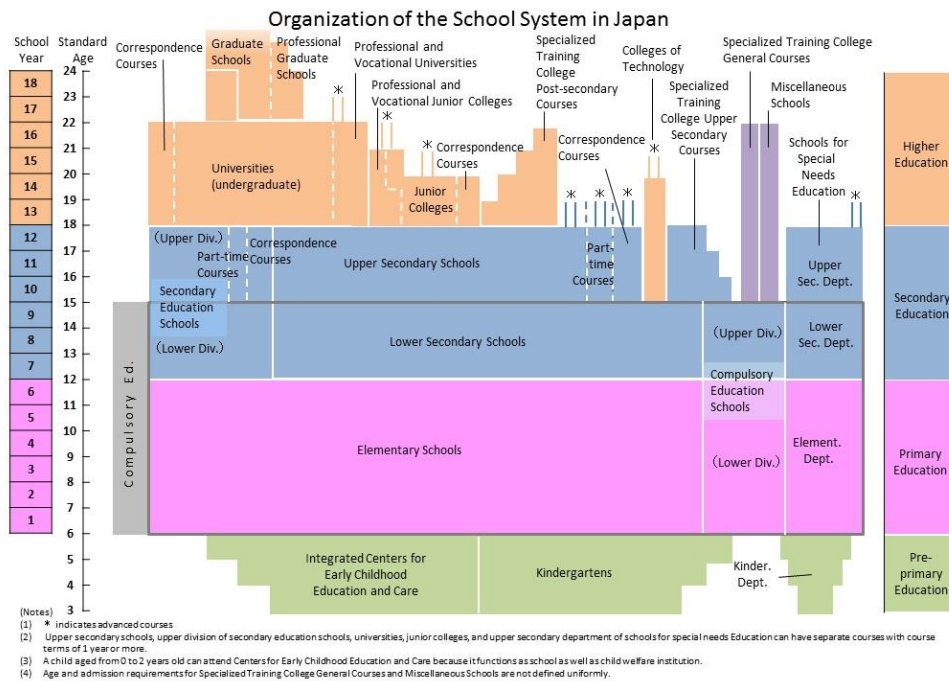 Organization of the School System in Japan
School
Year
Standard
Age
Correspondence
Courses
Graduate
Schools
Professional
Graduate
Schools
Professional and
Vocational Universities
Professional
and Vocational Junior Colleges
Specialized
Training
College
Post-secondary
Courses
Colleges of
Technology
Specialized Training College
General Courses
Miscellaneous
Schools
Specialized
Training
College Upper
Secondary
Courses
Correspondence
Courses
Correspondence
Courses
Schools for
Special
Needs
Education
Universities
(undergraduate)
Junior
Colleges
Higher
Education
* * * * * * * *
(Upper Div.)
Part-time
Courses
Correspondence
Courses
Upper Secondary Schools
Part-
time
Courses
Upper
Sec. Dept.
Secondary
Education
Schools
(Lower Div.)
Lower Secondary Schools
(Upper Div.)
Lower
Sec. Dept.
Secondary
Education
Compulsory
Education
Schools
Compulsory Ed.
Elementary Schools
(Lower Div.)
Element.
Dept.
Primary
Education
Integrated Centers for
Early Childhood
Education and Care
Kindergartens
Kinder.
Dept.
Pre-
primary
Education
18
17
16
15
14
13
12
11
10
9
8
7
6
5
4
3
2
1
24
23
22
21
20
19
18
17
16
15
14
13
12
11
10
9
8
7
6
5
4
3
(Notes)
(1) * indicates advanced courses
(2) Upper secondary schools, upper division of secondary education schools, universities, junior colleges, and upper secondary department of schools for special needs Education can have separate courses with course
terms of 1 year or more.
(3) A child aged from 0 to 2 years old can attend Centers for Early Childhood Education and Care because it functions as school as well as child welfare institution.
(4) Age and admission requirements for Specialized Training College General Courses and Miscellaneous Schools are not defined uniformly.